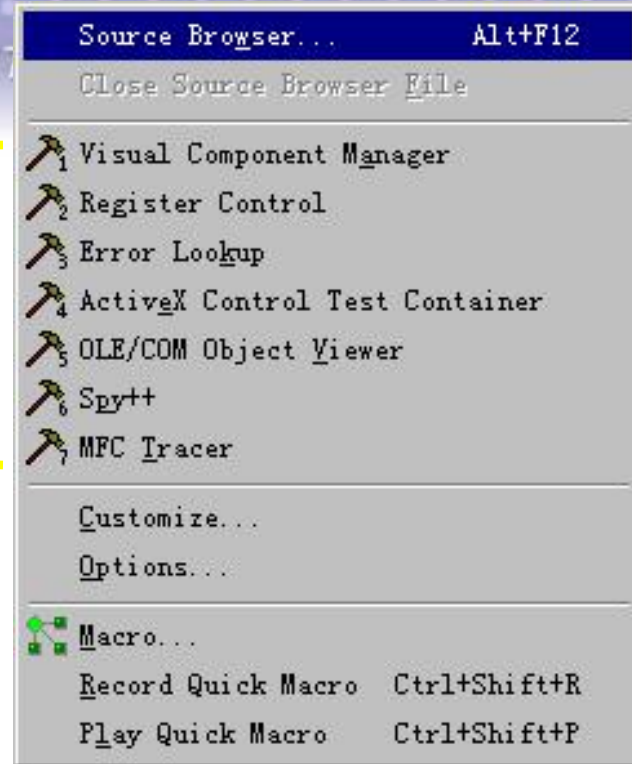 Source Browser... Alt+F12
Close Source Browser File
1 Visual Component Manager
2 Register Control
3 Error Lookup
4 ActiveX Control Test Container
5 OLE/COM Object Viewer
6 Spy++
7 MFC Tracer
Customize...
Options...
Macro...
Record Quick Macro Ctrl+Shift+R
Play Quick Macro Ctrl+Shift+P